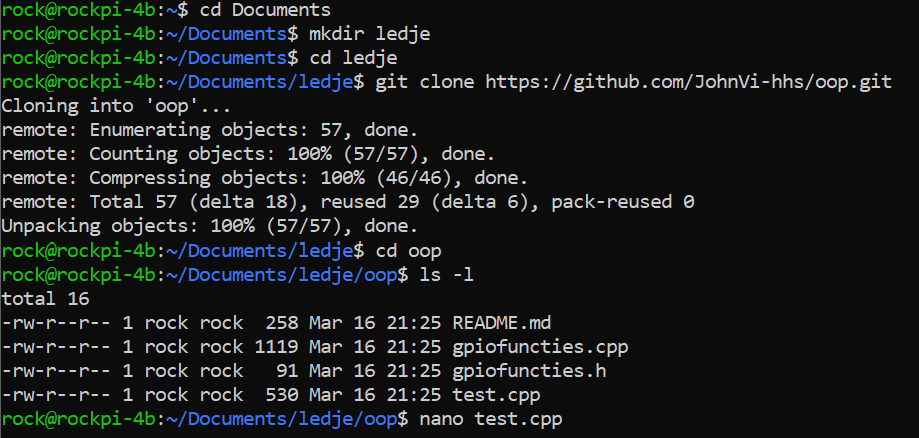 rock@rockpi-4b:~$ cd Documents
rock@rockpi-4b:~/Documents$ mkdir ledje
rock@rockpi-4b:~/Documents$ cd ledje
rock@rockpi-4b:~/Documents/ledje$ git clone https://github.com/JohnVi-hhs/oop.git
Cloning into 'oop'...
remote: Enumerating objects: 57, done.
remote: Counting objects: 100% (57/57), done.
remote: Compressing objects: 100% (46/46), done.
remote: Total 57 (delta 18), reused 29 (delta 6), pack-reused 0
Unpacking objects: 100% (57/57), done.
rock@rockpi-4b:~/Documents/ledje$ cd oop
rock@rockpi-4b:~/Documents/ledje/oop$ ls -l
total 16
-rw-r--r-- 1 rock rock  258 Mar 16 21:25 README.md
-rw-r--r-- 1 rock rock 1119 Mar 16 21:25 gpiofuncties.cpp
-rw-r--r-- 1 rock rock   91 Mar 16 21:25 gpiofuncties.h
-rw-r--r-- 1 rock rock  530 Mar 16 21:25 test.cpp
rock@rockpi-4b:~/Documents/ledje/oop$ nano test.cpp